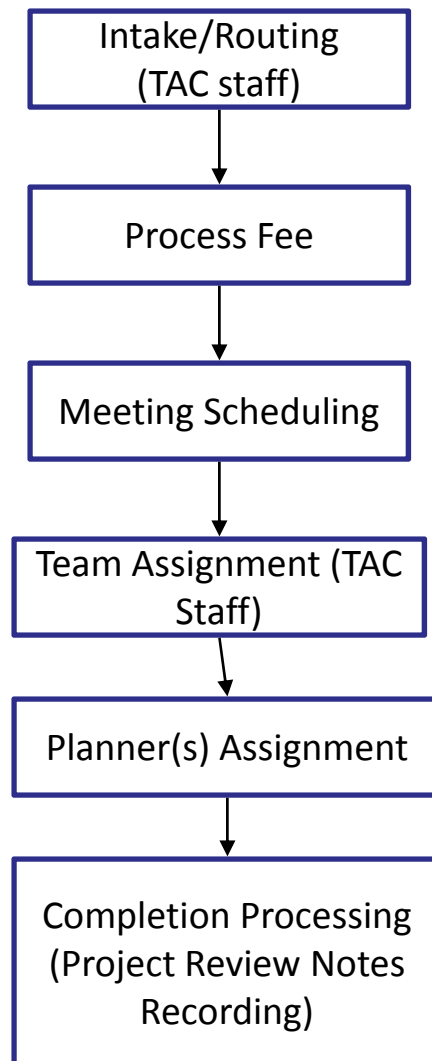 Intake/Routing
(TAC staff)
Process Fee
Meeting Scheduling
Team Assignment (TAC
Staff)
Planner(s) Assignment
Completion Processing
(Project Review Notes
Recording)